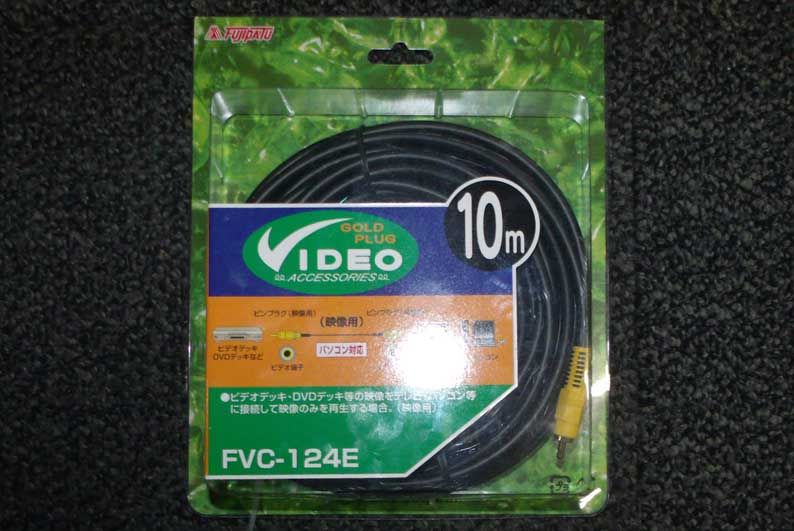 FUJIPATU
10m
GOLD
PLUG
VIDEO
ACCESSORIES
ピンプラグ(映像用)
(映像用)
ビデオデッキ
DVDデッキなど
ビデオ端子
パソコン対応
●ビデオデッキ・DVDデッキ等の映像をテレビ・パソコン等
に接続して映像のみを再生する場合。(映像用)
FVC-124E
プラ